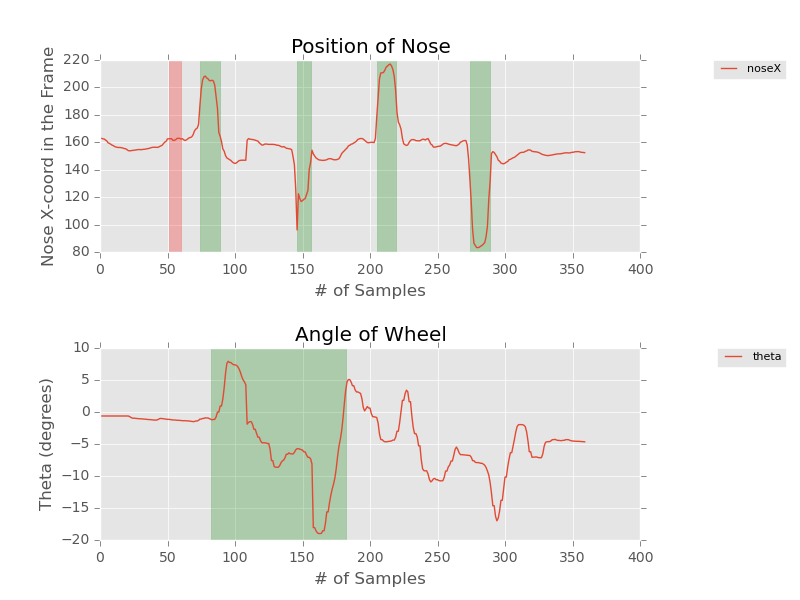 Position of Nose
Nose X-coord in the Frame
220
200
180
160
140
120
100
80
0 50 100 150 200 250 300 350 400
# of Samples
noseX
Angle of Wheel
Theta (degrees)
10
5
0
−5
−10
−15
−20
0 50 100 150 200 250 300 350 400
# of Samples
theta